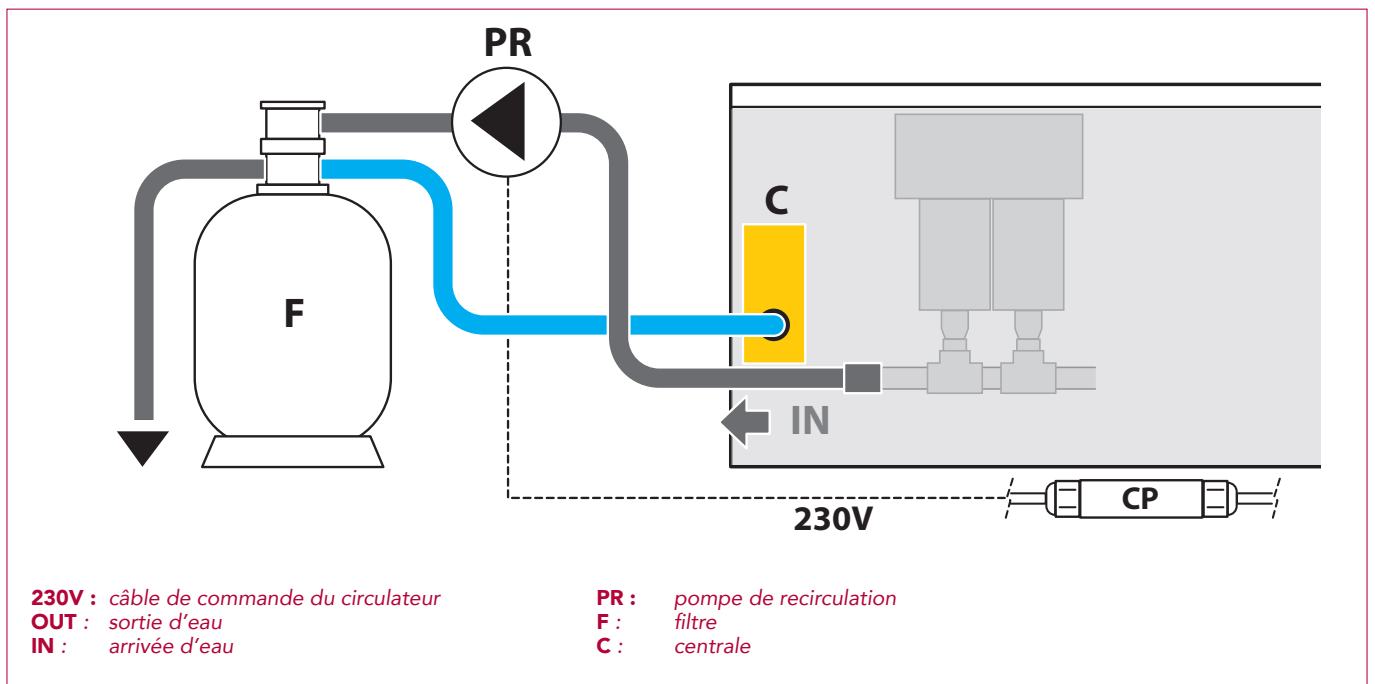 PR
C
F
IN
CP
230V
230V : câble de commande du circulateur
OUT : sortie d'eau
IN : arrivée d'eau
PR : pompe de recirculation
F : filtre
C : centrale